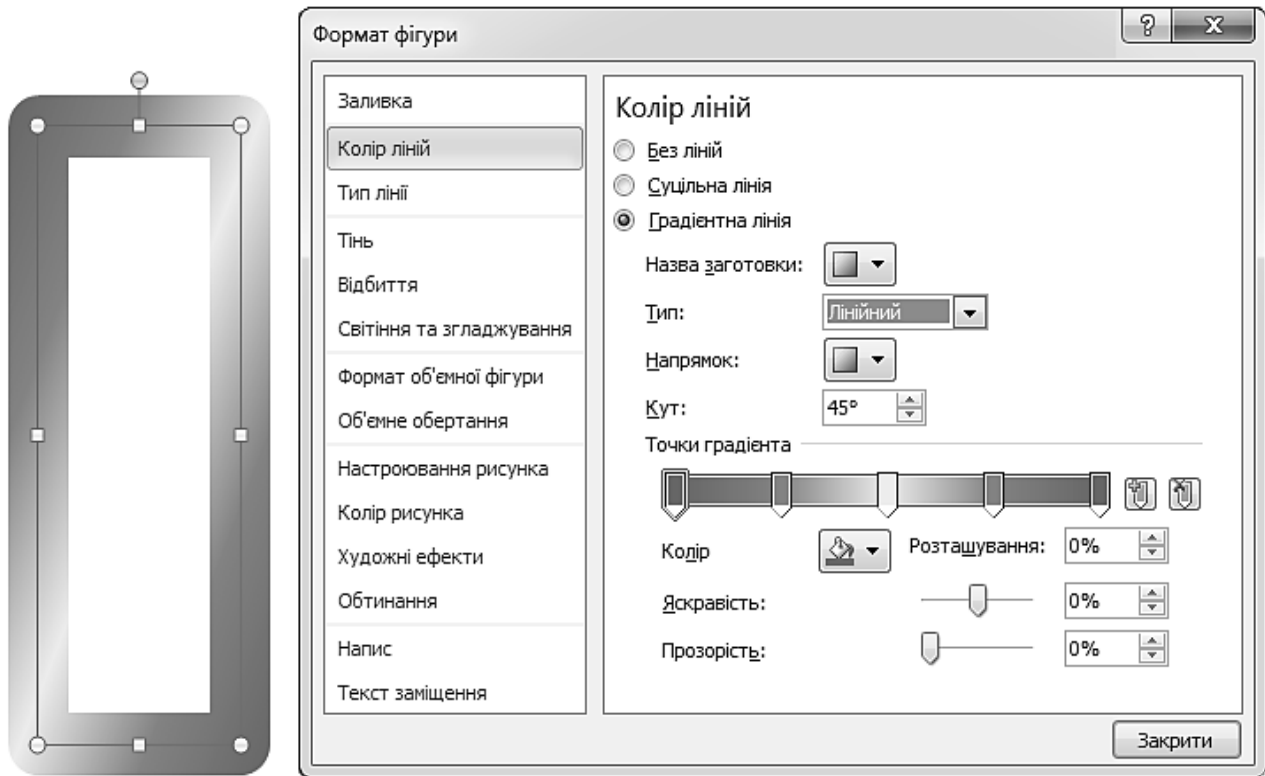 Формат фігури
Заливка
Колір ліній
Тип лінії
Тінь
Відбиття
Світіння та згладжування
Формат об'ємної фігури
Об'ємне обертання
Настроювання рисунка
Колір рисунка
Художні ефекти
Обтинання
Напис
Текст заміщення
Колір ліній
Без ліній
Суцільна лінія
Градієнтна лінія
Назва заготовки:
Тип: Лінійний
Напрямок:
Кут: 45°
Точки градієнта
Колір Розташування: 0%
Яскравість: 0%
Прозорість: 0%
Закрити